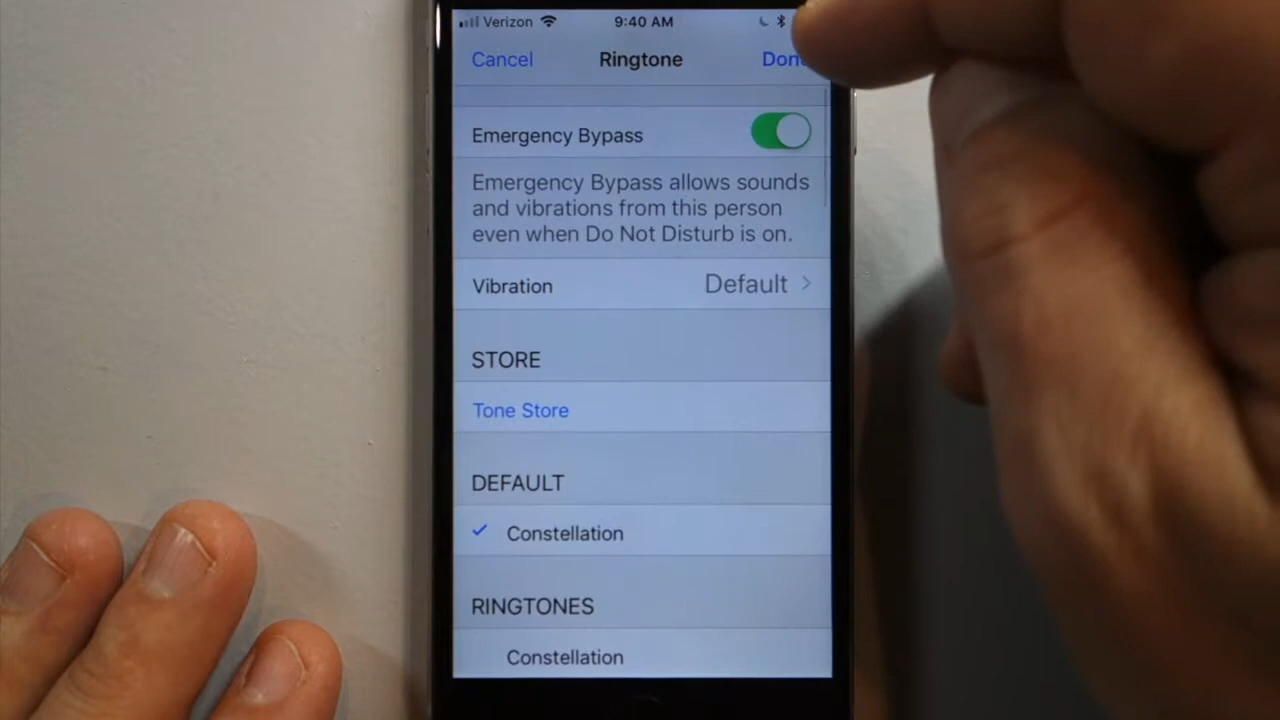 Verizon 9:40 AM
Cancel Ringtone Done
Emergency Bypass
Emergency Bypass allows sounds
and vibrations from this person
even when Do Not Disturb is on.
Vibration Default >
STORE
Tone Store
DEFAULT
Constellation
RINGTONES
Constellation